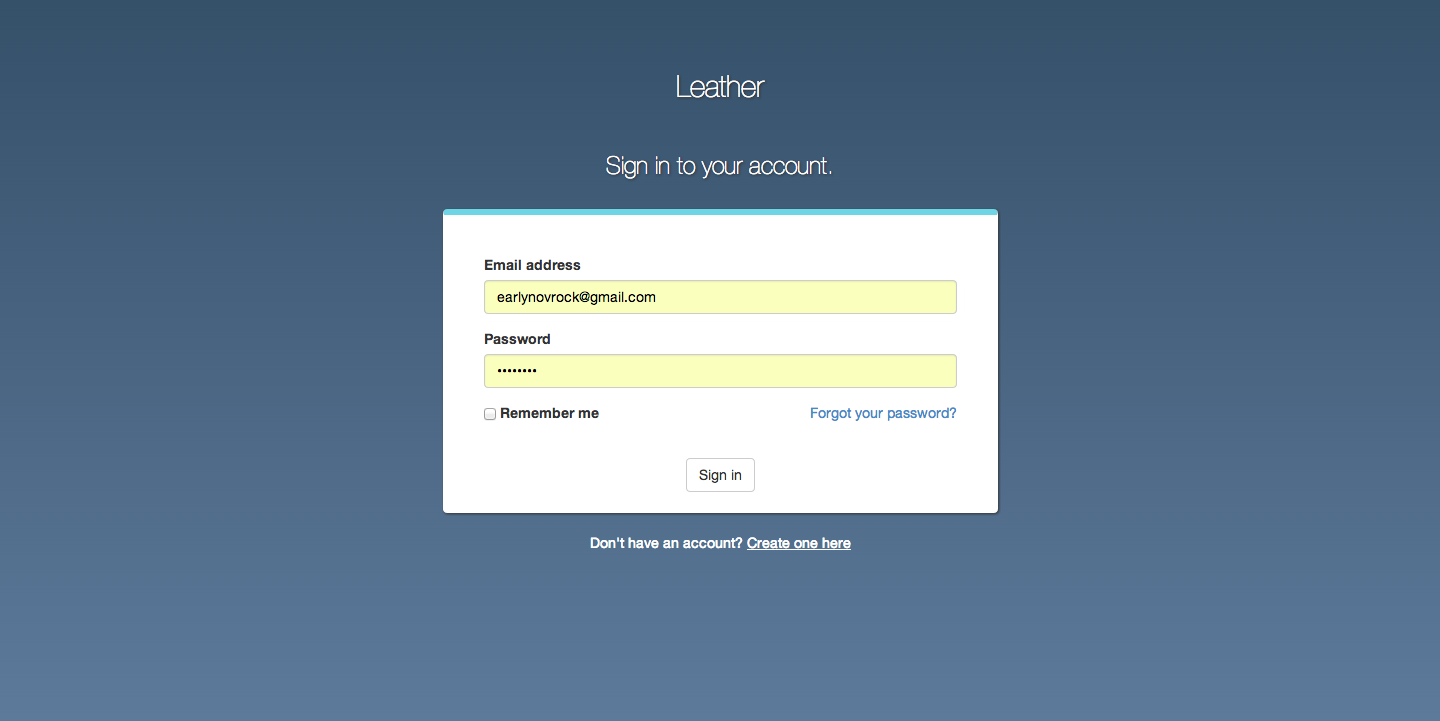 Leather
Sign in to your account.
Email address
earlynovrock@gmail.com
Password
••••••••
Remember me
Forgot your password?
Sign in
Don't have an account? Create one here